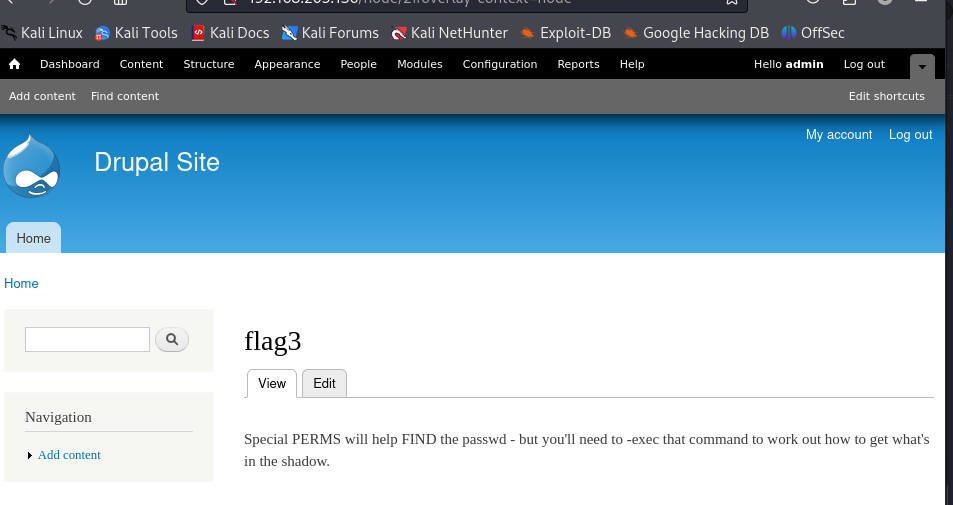 Kali Linux Kali Tools Kali Docs Kali Forums Kali NetHunter Exploit-DB Google Hacking DB OffSec
Dashboard Content Structure Appearance People Modules Configuration Reports Help Hello admin Log out
Add content Find content Edit shortcuts
My account Log out
Drupal Site
Home
Home
flag3
View Edit
Navigation
Add content
Special PERMS will help FIND the passwd - but you'll need to -exec that command to work out how to get what's
in the shadow.